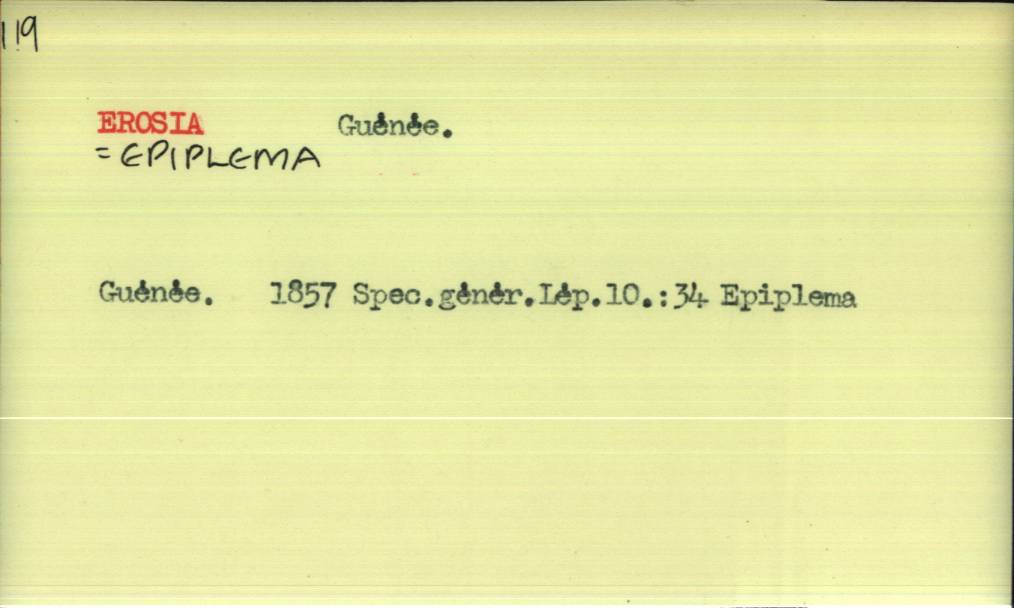 119
EROSIA Guénée.
= EPIPLEMA
Guénée. 1857 Spec.génér.Lép.10.:34 Epiplema